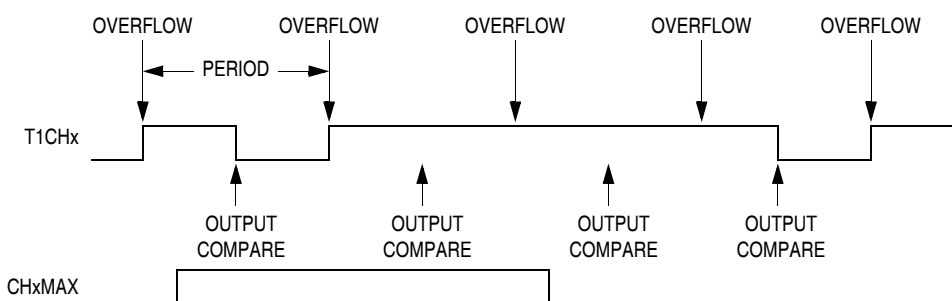 OVERFLOW OVERFLOW OVERFLOW OVERFLOW OVERFLOW
PERIOD
T1CHx
OUTPUT OUTPUT OUTPUT OUTPUT
COMPARE COMPARE COMPARE COMPARE
CHxMAX